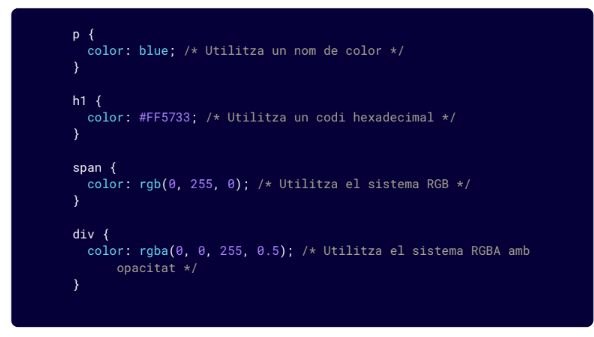 p {
color: blue; /* Utilitza un nom de color */
}
h1 {
color: #FF5733; /* Utilitza un codi hexadecimal */
}
span {
color: rgb(0, 255, 0); /* Utilitza el sistema RGB */
}
div {
color: rgba(0, 0, 255, 0.5); /* Utilitza el sistema RGBA amb
opacitat */
}